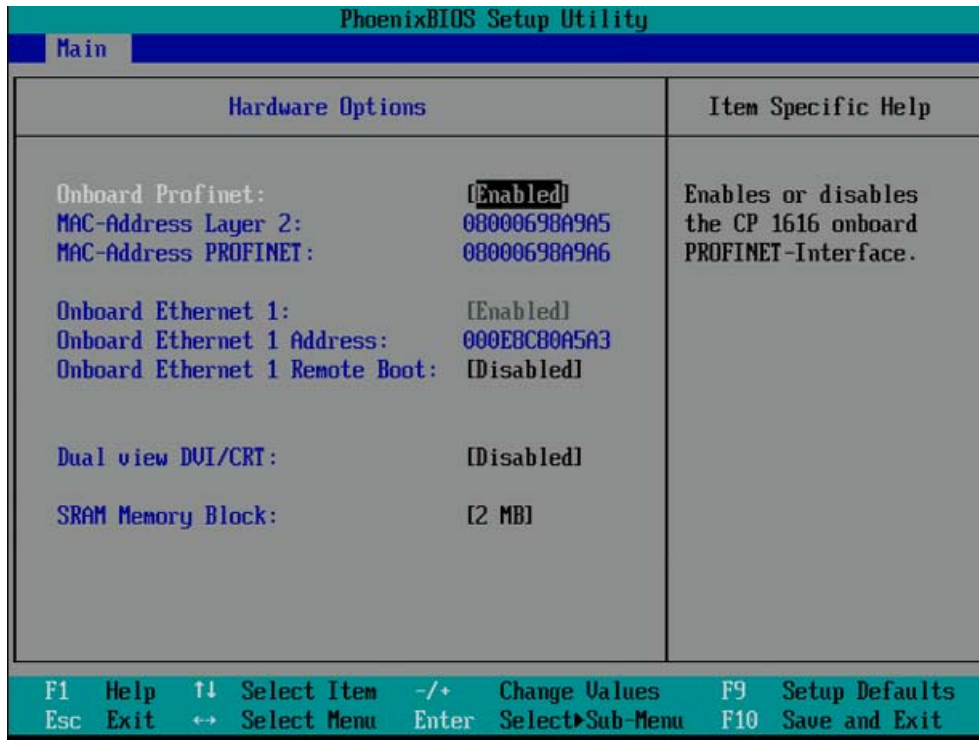 PhoenixBIOS Setup Utility
Main
Hardware Options
Item Specific Help
Onboard Profinet: [Enabled]
MAC-Address Layer 2: 08000698A9A5
MAC-Address PROFINET: 08000698A9A6
Onboard Ethernet 1: [Enabled]
Onboard Ethernet 1 Address: 000E8C80A5A3
Onboard Ethernet 1 Remote Boot: [Disabled]
Dual view DVI/CRT: [Disabled]
SRAM Memory Block: [2 MB]
Enables or disables
the CP 1616 onboard
PROFINET-Interface.
F1 Help ↑↓ Select Item -/+ Change Values F9 Setup Defaults
Esc Exit ↔ Select Menu Enter Select▶Sub-Menu F10 Save and Exit